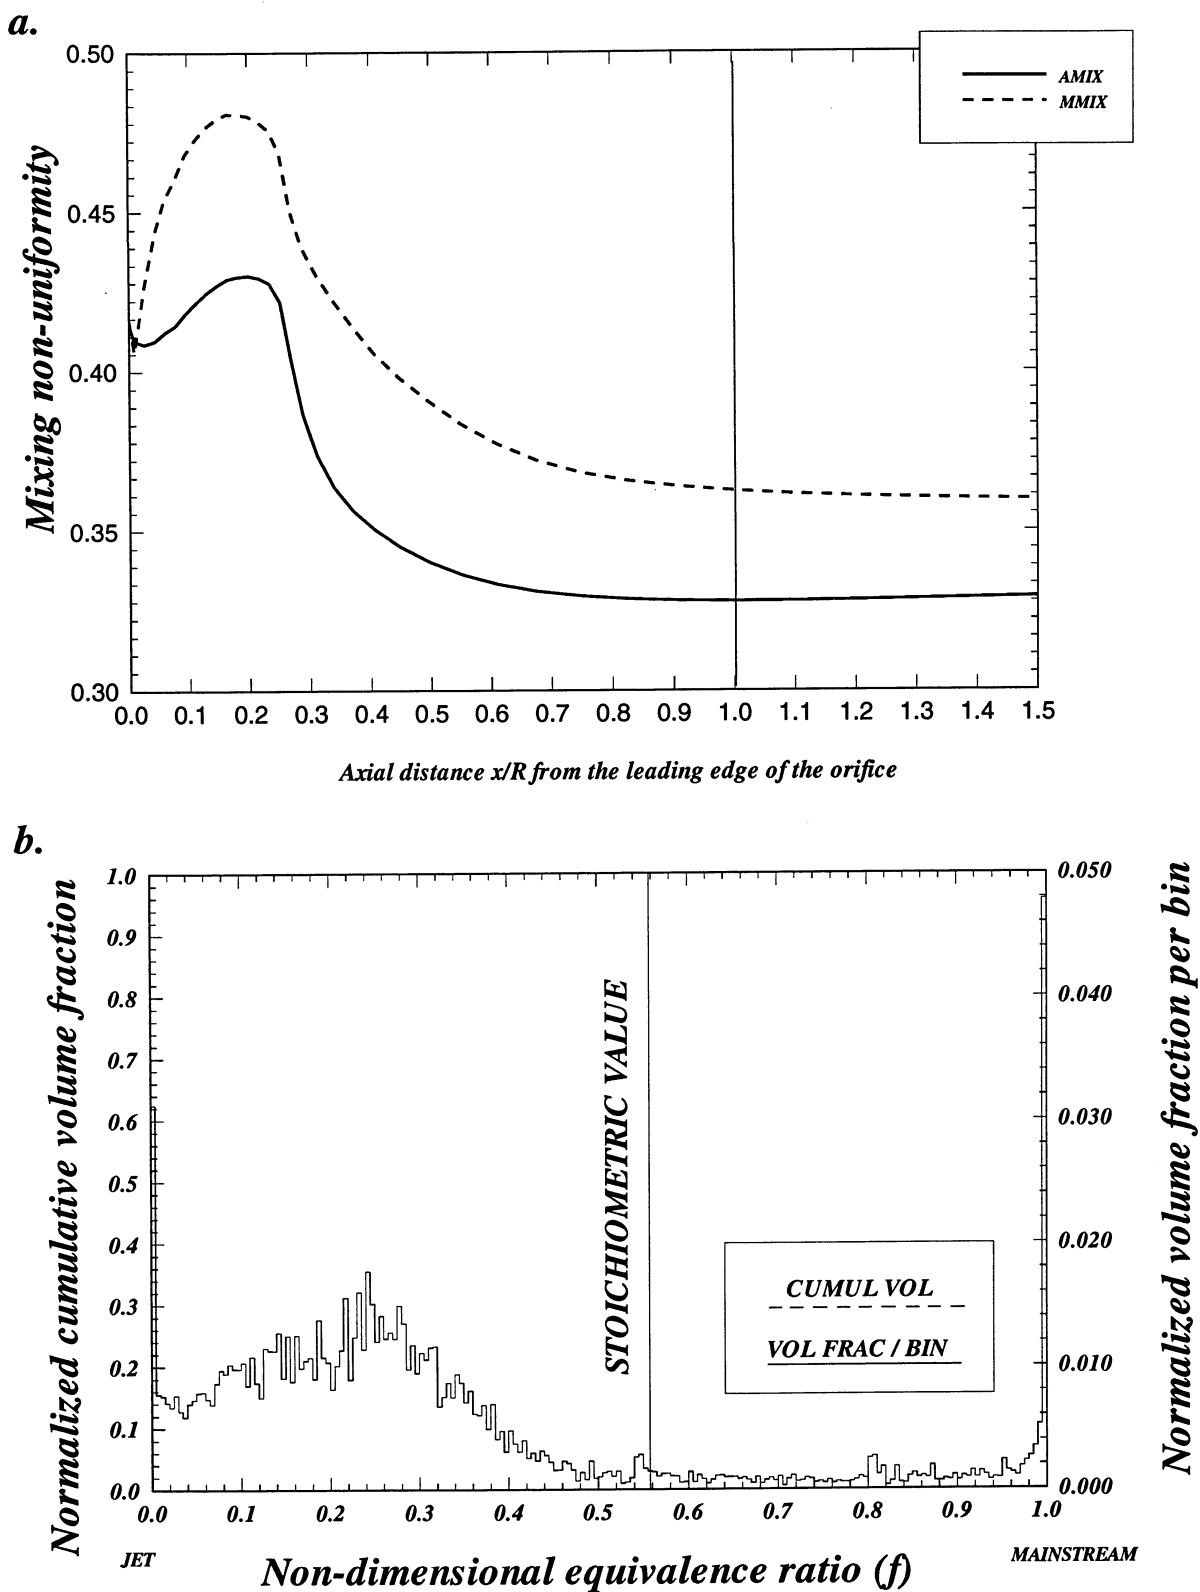 a.
0.50
0.45
0.40
0.35
0.30
Mixing non-uniformity
AMIX
MMIX
0.0 0.1 0.2 0.3 0.4 0.5 0.6 0.7 0.8 0.9 1.0 1.1 1.2 1.3 1.4 1.5
Axial distance x/R from the leading edge of the orifice
b.
Normalized cumulative volume fraction
1.0
0.9
0.8
0.7
0.6
0.5
0.4
0.3
0.2
0.1
0.0
STOICHIOMETRIC VALUE
CUMUL VOL
VOL FRAC / BIN
0.050
0.040
0.030
0.020
0.010
0.000
Normalized volume fraction per bin
0.0 0.1 0.2 0.3 0.4 0.5 0.6 0.7 0.8 0.9 1.0
JET
MAINSTREAM
Non-dimensional equivalence ratio (f)